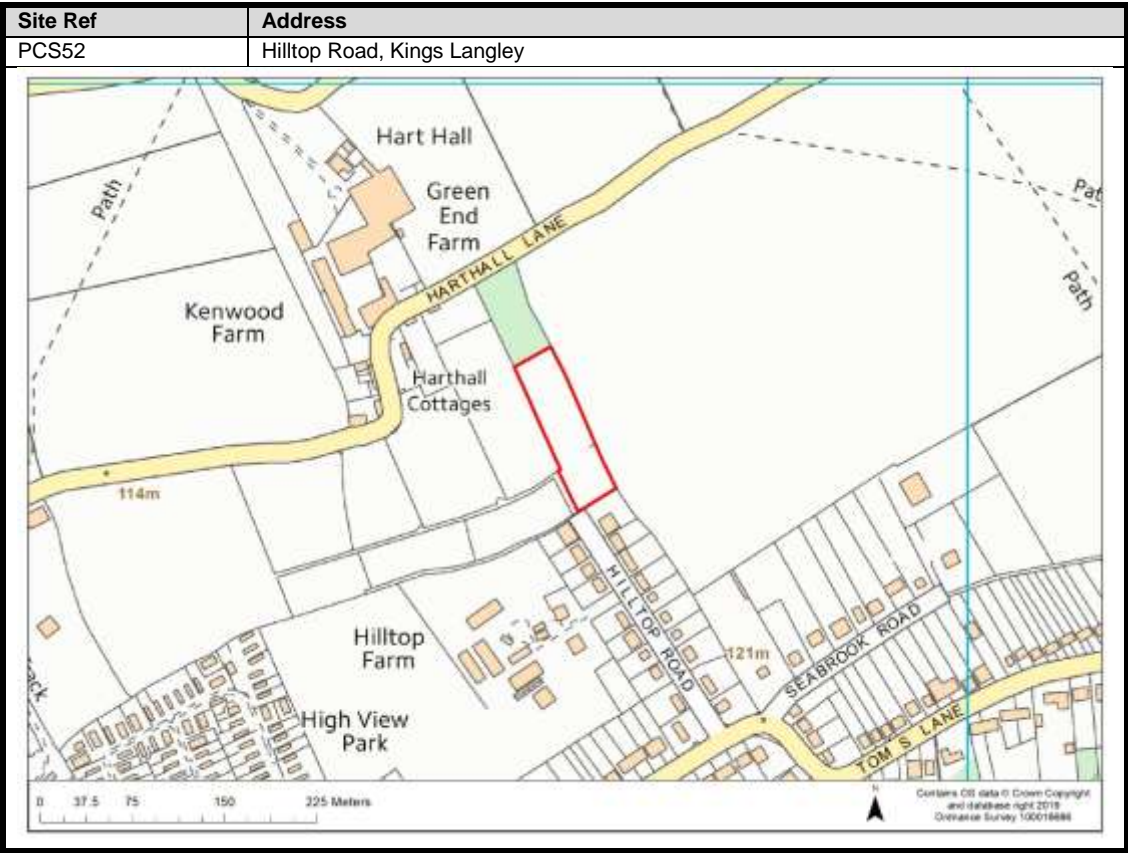 Site Ref Address
PCS52 Hilltop Road, Kings Langley
Hart Hall
Path
Green
End
Farm
Pat
HARTHALL LANE
Path
Kenwood
Farm
Harthall
Cottages
114m
HILLTOP ROAD
Hilltop
Farm
121m
SEABROOK ROAD
High View
Park
TOM S LANE
0 37.5 75 150 225 Meters
N
Contains OS data © Crown Copyright
and database right 2019
Ordnance Survey 100018686